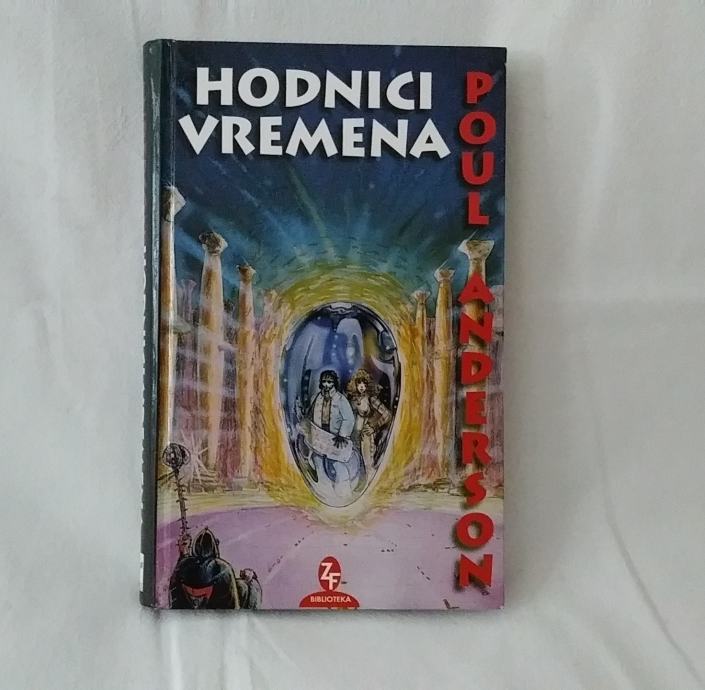 HODNICI
VREMENA
POUL ANDERSON
ZF
BIBLIOTEKA